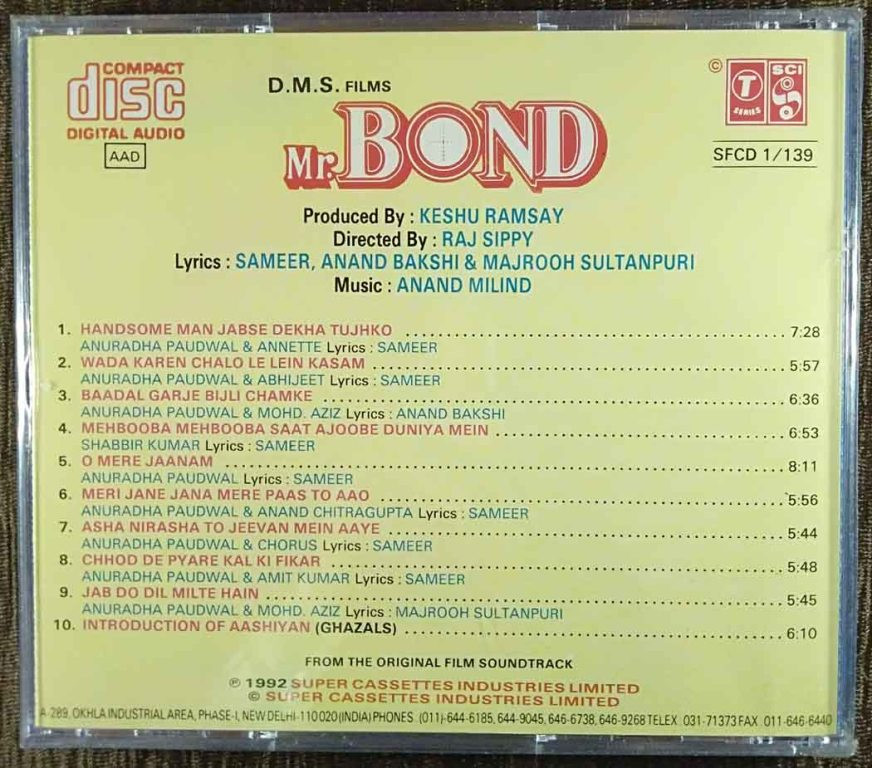 COMPACT
disc
DIGITAL AUDIO
AAD
D.M.S. FILMS
Mr. BOND
©
T
SERIES
SCI
SFCD 1/139
Produced By : KESHU RAMSAY
Directed By : RAJ SIPPY
Lyrics : SAMEER, ANAND BAKSHI & MAJROOH SULTANPURI
Music : ANAND MILIND
1. HANDSOME MAN JABSE DEKHA TUJHKO 7:28
ANURADHA PAUDWAL & ANNETTE Lyrics : SAMEER
2. WADA KAREN CHALO LE LEIN KASAM 5:57
ANURADHA PAUDWAL & ABHIJEET Lyrics : SAMEER
3. BAADAL GARJE BIJLI CHAMKE 6:36
ANURADHA PAUDWAL & MOHD. AZIZ Lyrics : ANAND BAKSHI
4. MEHBOOBA MEHBOOBA SAAT AJOOBE DUNIYA MEIN 6:53
SHABBIR KUMAR Lyrics : SAMEER
5. O MERE JAANAM 8:11
ANURADHA PAUDWAL Lyrics : SAMEER
6. MERI JANE JANA MERE PAAS TO AAO 5:56
ANURADHA PAUDWAL & ANAND CHITRAGUPTA Lyrics : SAMEER
7. ASHA NIRASHA TO JEEVAN MEIN AAYE 5:44
ANURADHA PAUDWAL & CHORUS Lyrics : SAMEER
8. CHHOD DE PYARE KAL KI FIKAR 5:48
ANURADHA PAUDWAL & AMIT KUMAR Lyrics : SAMEER
9. JAB DO DIL MILTE HAIN 5:45
ANURADHA PAUDWAL & MOHD. AZIZ Lyrics : MAJROOH SULTANPURI
10. INTRODUCTION OF AASHIYAN (GHAZALS) 6:10
FROM THE ORIGINAL FILM SOUNDTRACK
℗ 1992 SUPER CASSETTES INDUSTRIES LIMITED
© SUPER CASSETTES INDUSTRIES LIMITED
A-289, OKHLA INDUSTRIAL AREA, PHASE-I, NEW DELHI-110020 (INDIA) PHONES (011)-644-6185, 644-9045, 646-6738, 646-9268 TELEX. 031-71373 FAX 011-646-6440